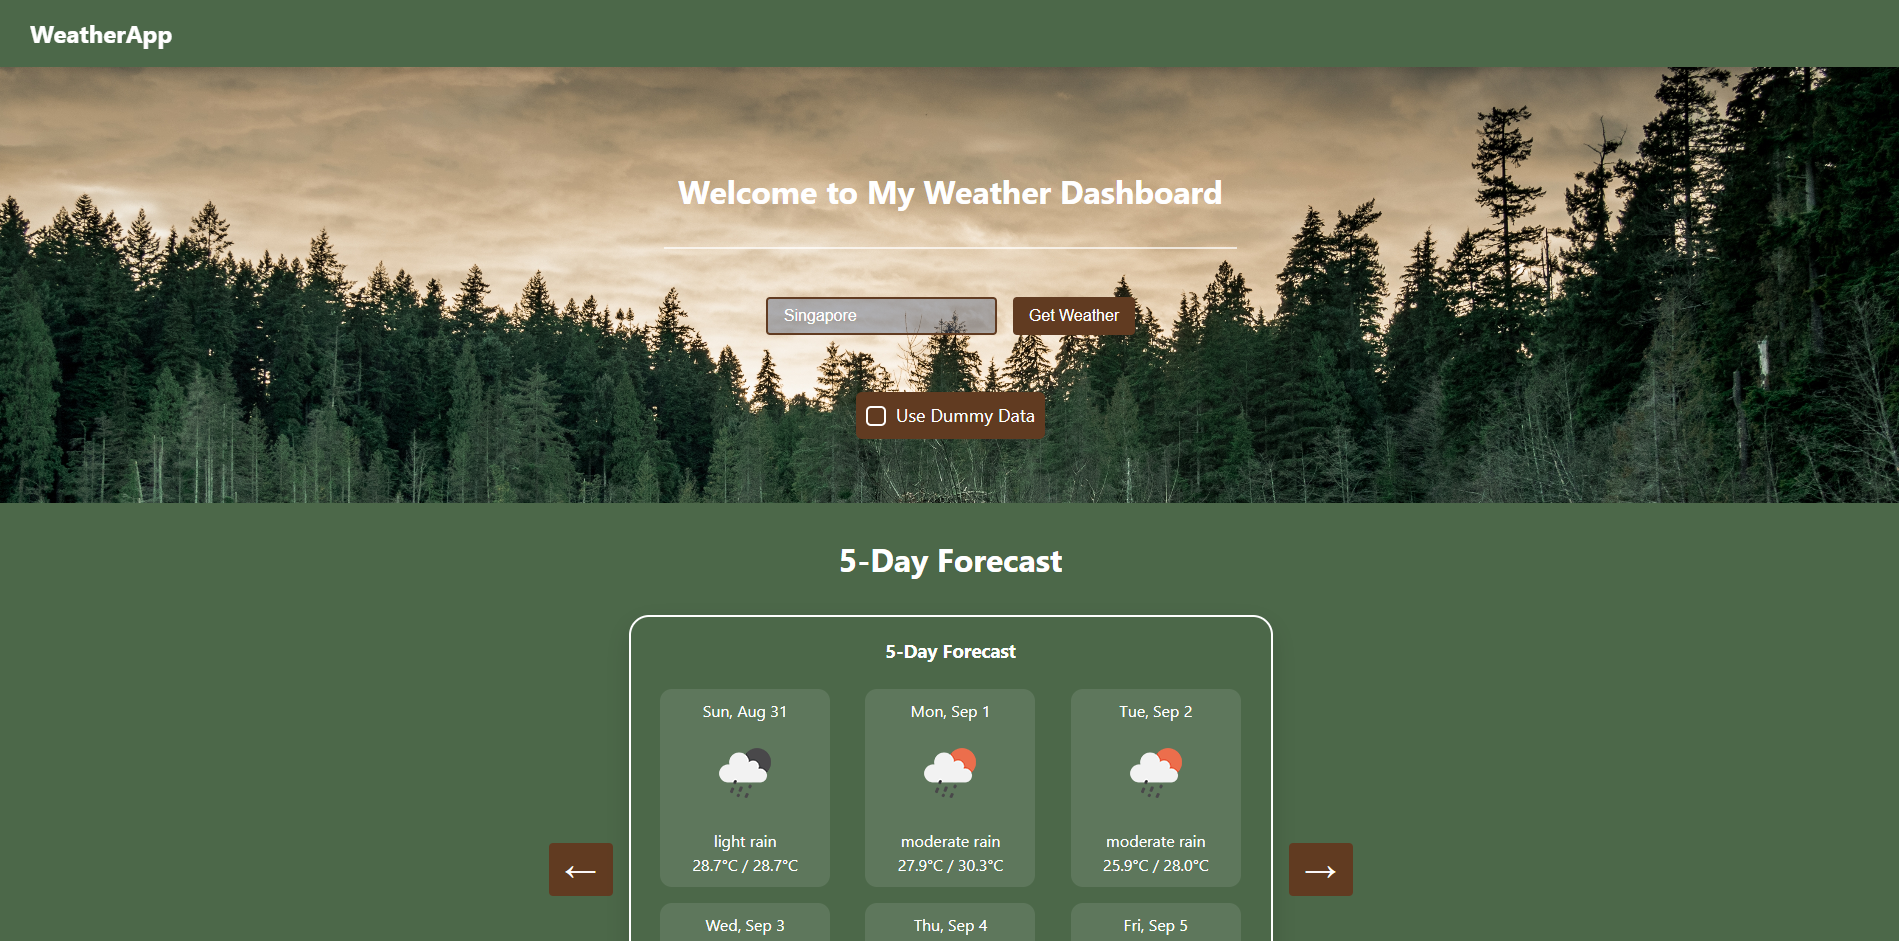 WeatherApp
Welcome to My Weather Dashboard
Singapore
Get Weather
Use Dummy Data
5-Day Forecast
5-Day Forecast
Sun, Aug 31
light rain
28.7°C / 28.7°C
Mon, Sep 1
moderate rain
27.9°C / 30.3°C
Tue, Sep 2
moderate rain
25.9°C / 28.0°C
←
→
Wed, Sep 3
Thu, Sep 4
Fri, Sep 5